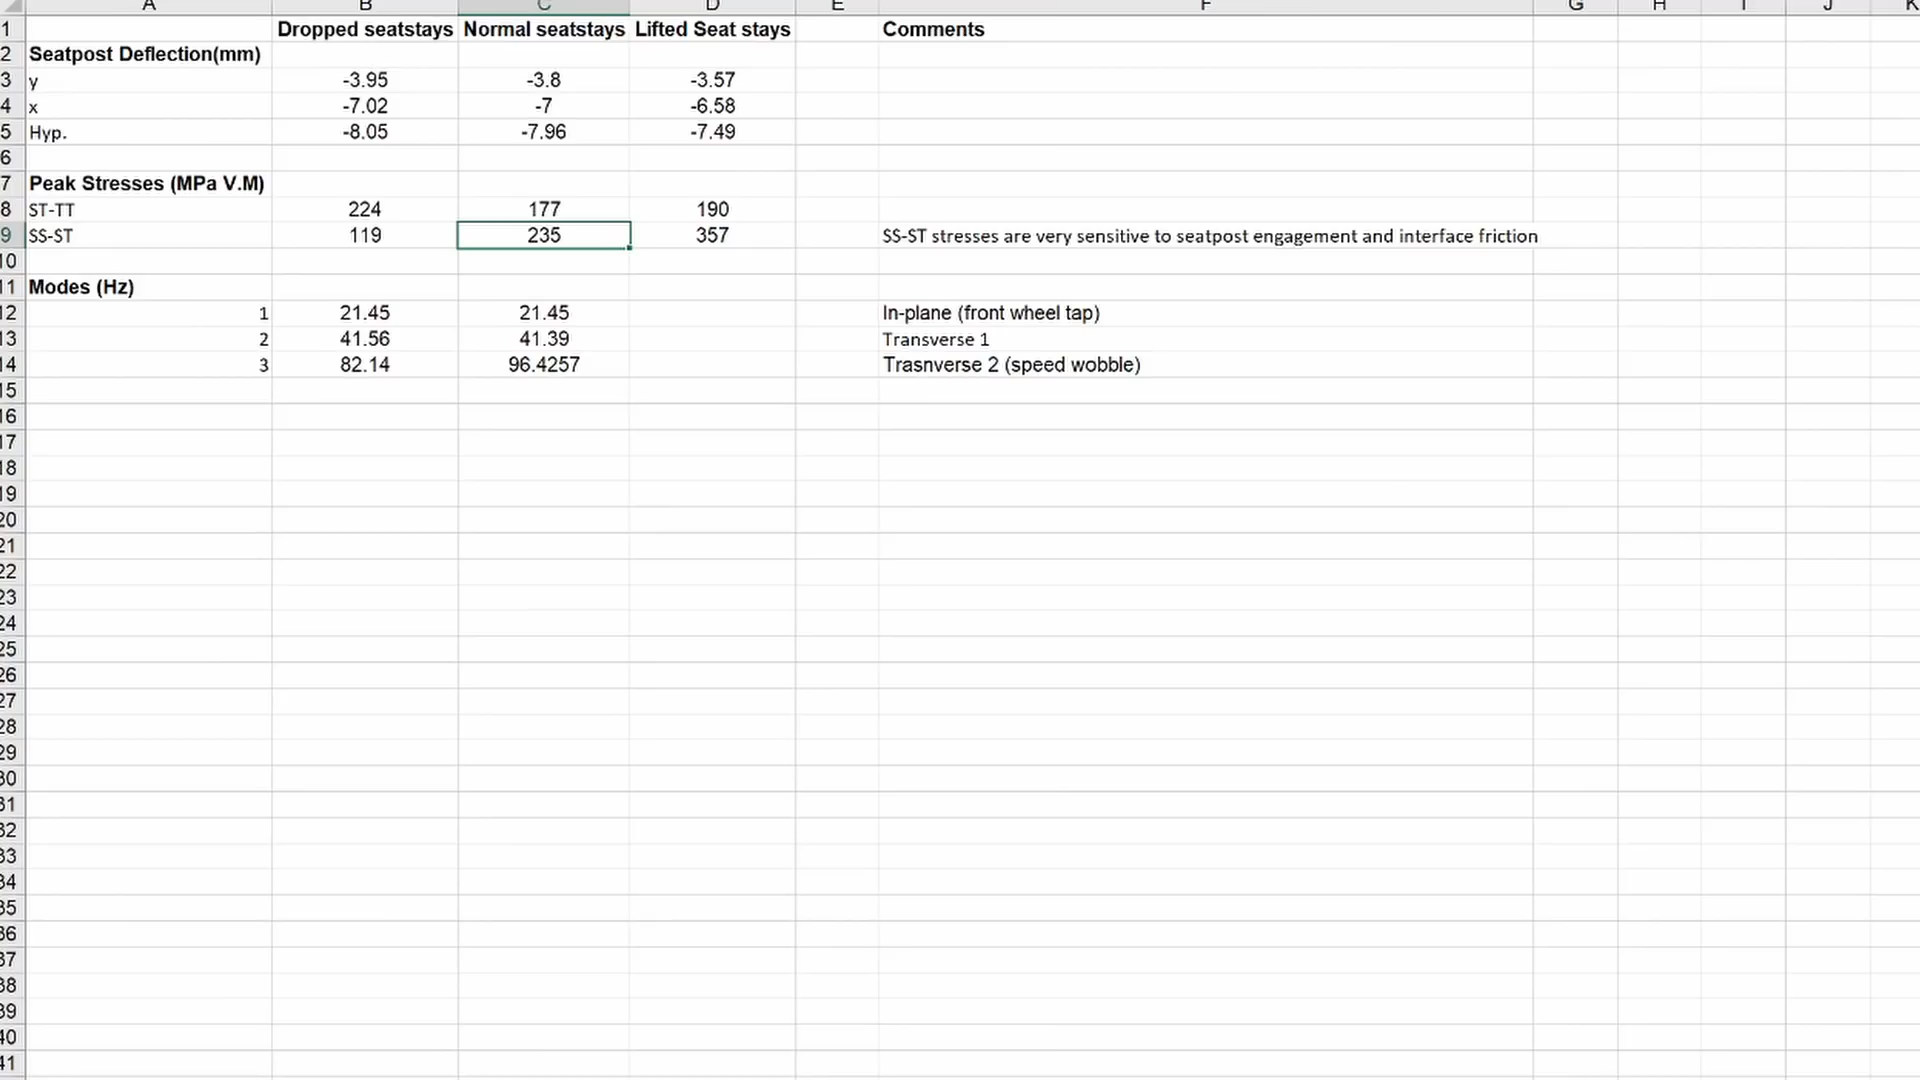 A B C D E F G H I J K
1 Dropped seatstays Normal seatstays Lifted Seat stays Comments
2 Seatpost Deflection(mm)
3 y -3.95 -3.8 -3.57
4 x -7.02 -7 -6.58
5 Hyp. -8.05 -7.96 -7.49
6
7 Peak Stresses (MPa V.M)
8 ST-TT 224 177 190
9 SS-ST 119 235 357 SS-ST stresses are very sensitive to seatpost engagement and interface friction
10
11 Modes (Hz)
12 1 21.45 21.45 In-plane (front wheel tap)
13 2 41.56 41.39 Transverse 1
14 3 82.14 96.4257 Trasnverse 2 (speed wobble)
15
16
17
18
19
20
21
22
23
24
25
26
27
28
29
30
31
32
33
34
35
36
37
38
39
40
41